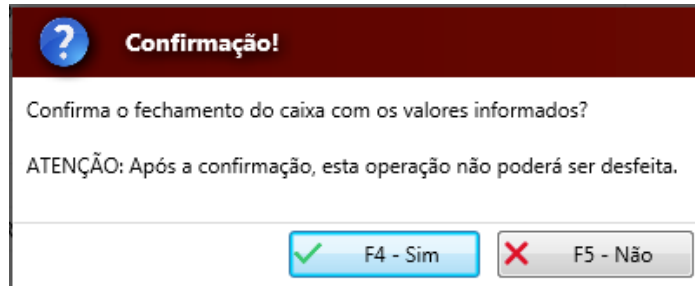 Confirmação!
Confirma o fechamento do caixa com os valores informados?
ATENÇÃO: Após a confirmação, esta operação não poderá ser desfeita.
F4 - Sim
F5 - Não